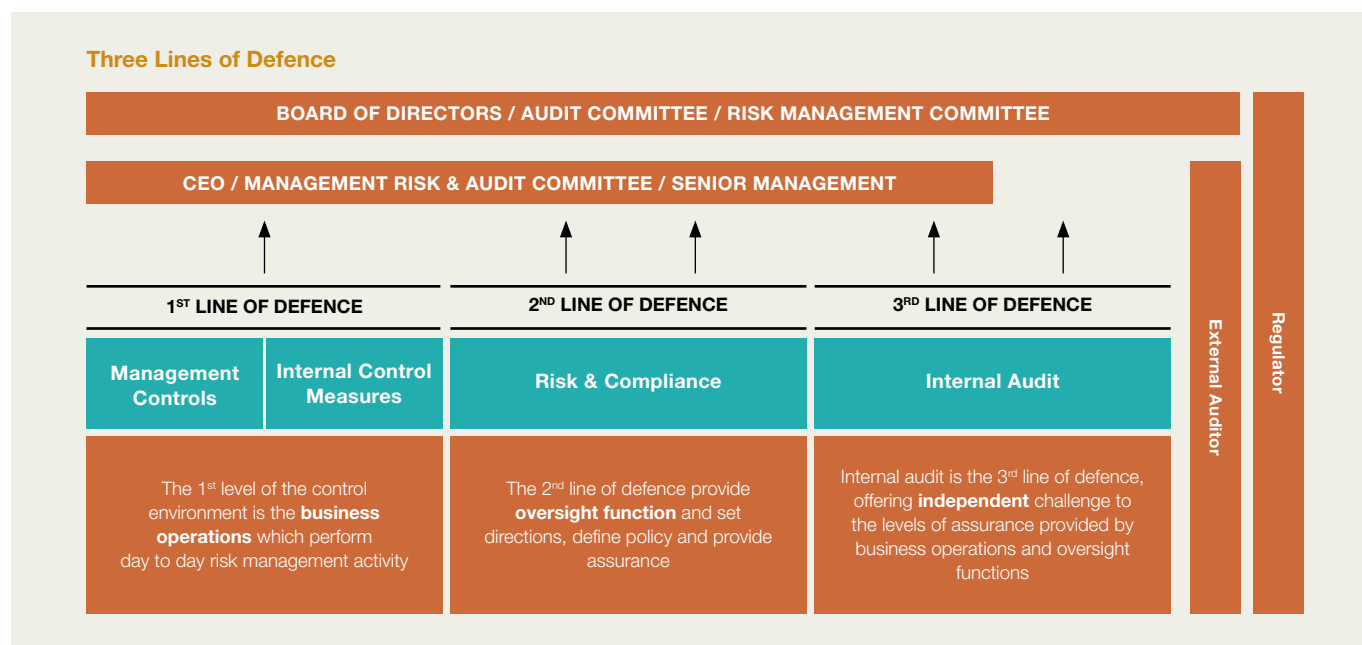 Three Lines of Defence
BOARD OF DIRECTORS / AUDIT COMMITTEE / RISK MANAGEMENT COMMITTEE
CEO / MANAGEMENT RISK & AUDIT COMMITTEE / SENIOR MANAGEMENT
1ST LINE OF DEFENCE
2ND LINE OF DEFENCE
3RD LINE OF DEFENCE
Management
Controls
Internal Control
Measures
Risk & Compliance
Internal Audit
The 1st level of the control
environment is the business
operations which perform
day to day risk management activity
The 2nd line of defence provide
oversight function and set
directions, define policy and provide
assurance
Internal audit is the 3rd line of defence,
offering independent challenge to
the levels of assurance provided by
business operations and oversight
functions
External Auditor
Regulator